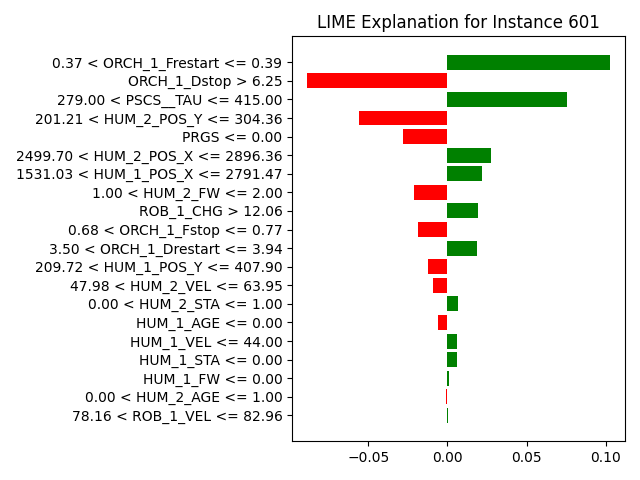 LIME Explanation for Instance 601
0.37 < ORCH_1_Frestart <= 0.39
ORCH_1_Dstop > 6.25
279.00 < PSCS__TAU <= 415.00
201.21 < HUM_2_POS_Y <= 304.36
PRGS <= 0.00
2499.70 < HUM_2_POS_X <= 2896.36
1531.03 < HUM_1_POS_X <= 2791.47
1.00 < HUM_2_FW <= 2.00
ROB_1_CHG > 12.06
0.68 < ORCH_1_Fstop <= 0.77
3.50 < ORCH_1_Drestart <= 3.94
209.72 < HUM_1_POS_Y <= 407.90
47.98 < HUM_2_VEL <= 63.95
0.00 < HUM_2_STA <= 1.00
HUM_1_AGE <= 0.00
HUM_1_VEL <= 44.00
HUM_1_STA <= 0.00
HUM_1_FW <= 0.00
0.00 < HUM_2_AGE <= 1.00
78.16 < ROB_1_VEL <= 82.96
−0.05 0.00 0.05 0.10